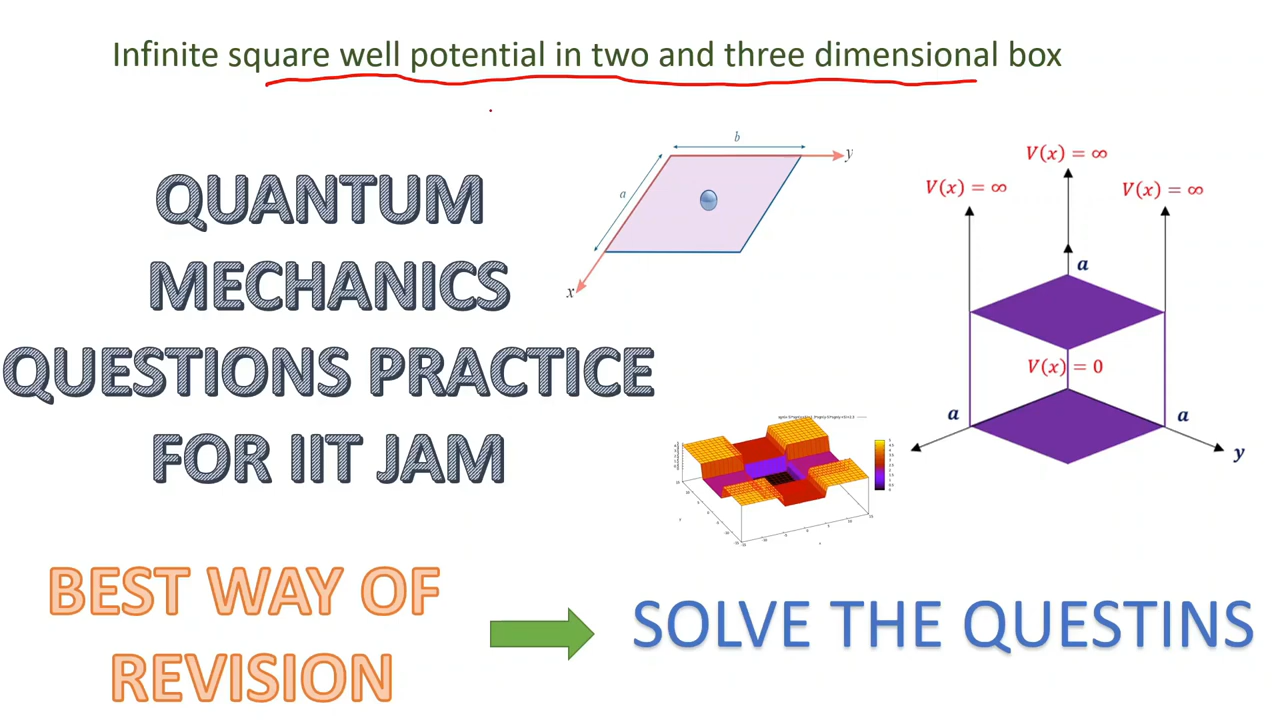 Infinite square well potential in two and three dimensional box
QUANTUM
MECHANICS
QUESTIONS PRACTICE
FOR IIT JAM
b
y
a
x
V(x) = ∞
V(x) = ∞
V(x) = ∞
a
V(x) = 0
a
a
y
BEST WAY OF
REVISION
SOLVE THE QUESTINS